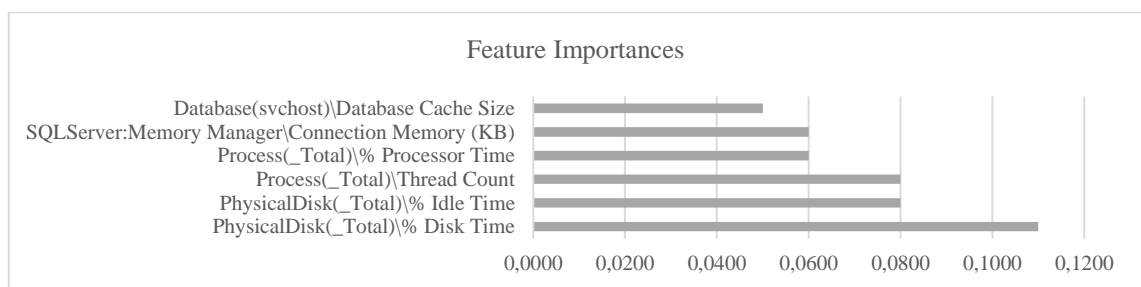 Feature Importances
Database(svchost)\Database Cache Size
SQLServer:Memory Manager\Connection Memory (KB)
Process(_Total)\% Processor Time
Process(_Total)\Thread Count
PhysicalDisk(_Total)\% Idle Time
PhysicalDisk(_Total)\% Disk Time
0,0000 0,0200 0,0400 0,0600 0,0800 0,1000 0,1200